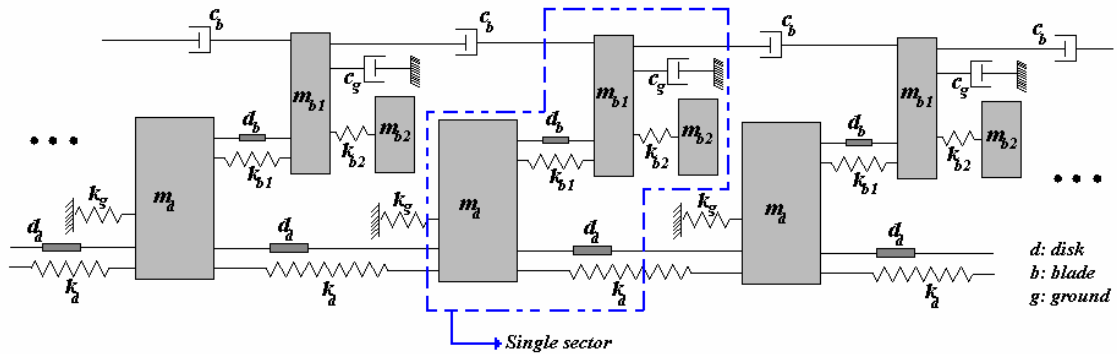 c_b c_b c_b c_b
c_g c_g c_g
m_b1 m_b1 m_b1
d_b d_b d_b
m_b2 m_b2 m_b2
k_b2 k_b2 k_b2
k_b1 k_b1 k_b1
k_g k_g k_g
m_d m_d m_d
d_d d_d d_d d_d
k_d k_d k_d k_d
d: disk
b: blade
g: ground
Single sector